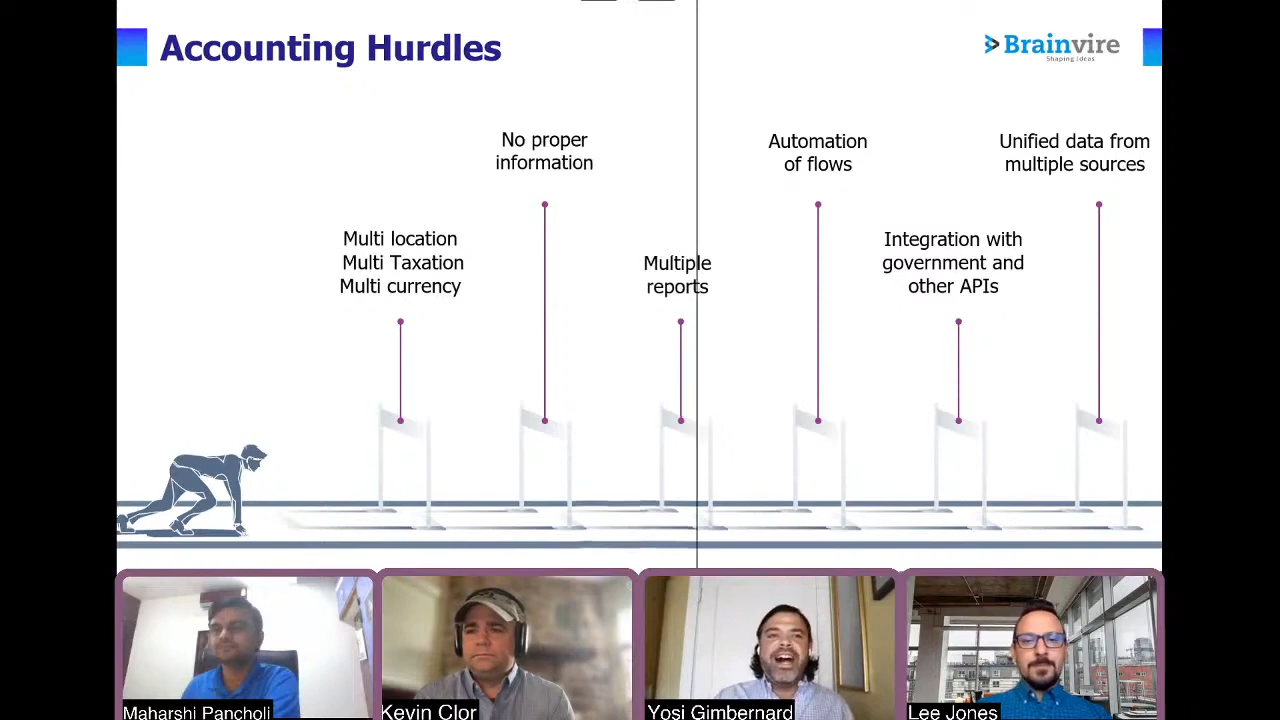 Accounting Hurdles
Brainvire
Shaping Ideas
No proper
information
Automation
of flows
Unified data from
multiple sources
Multi location
Multi Taxation
Multi currency
Multiple
reports
Integration with
government and
other APIs
Maharshi Pancholi
Kevin Clor
Yosi Gimbernard
Lee Jones